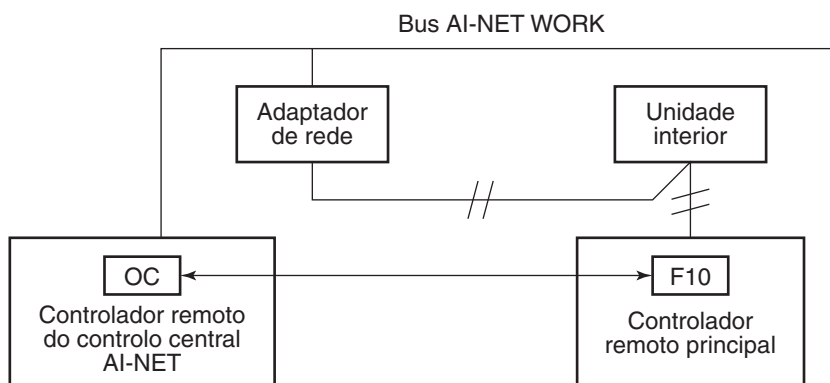 Bus AI-NET WORK
Adaptador
de rede
Unidade
interior
OC
F10
Controlador remoto
do controlo central
AI-NET
Controlador
remoto principal